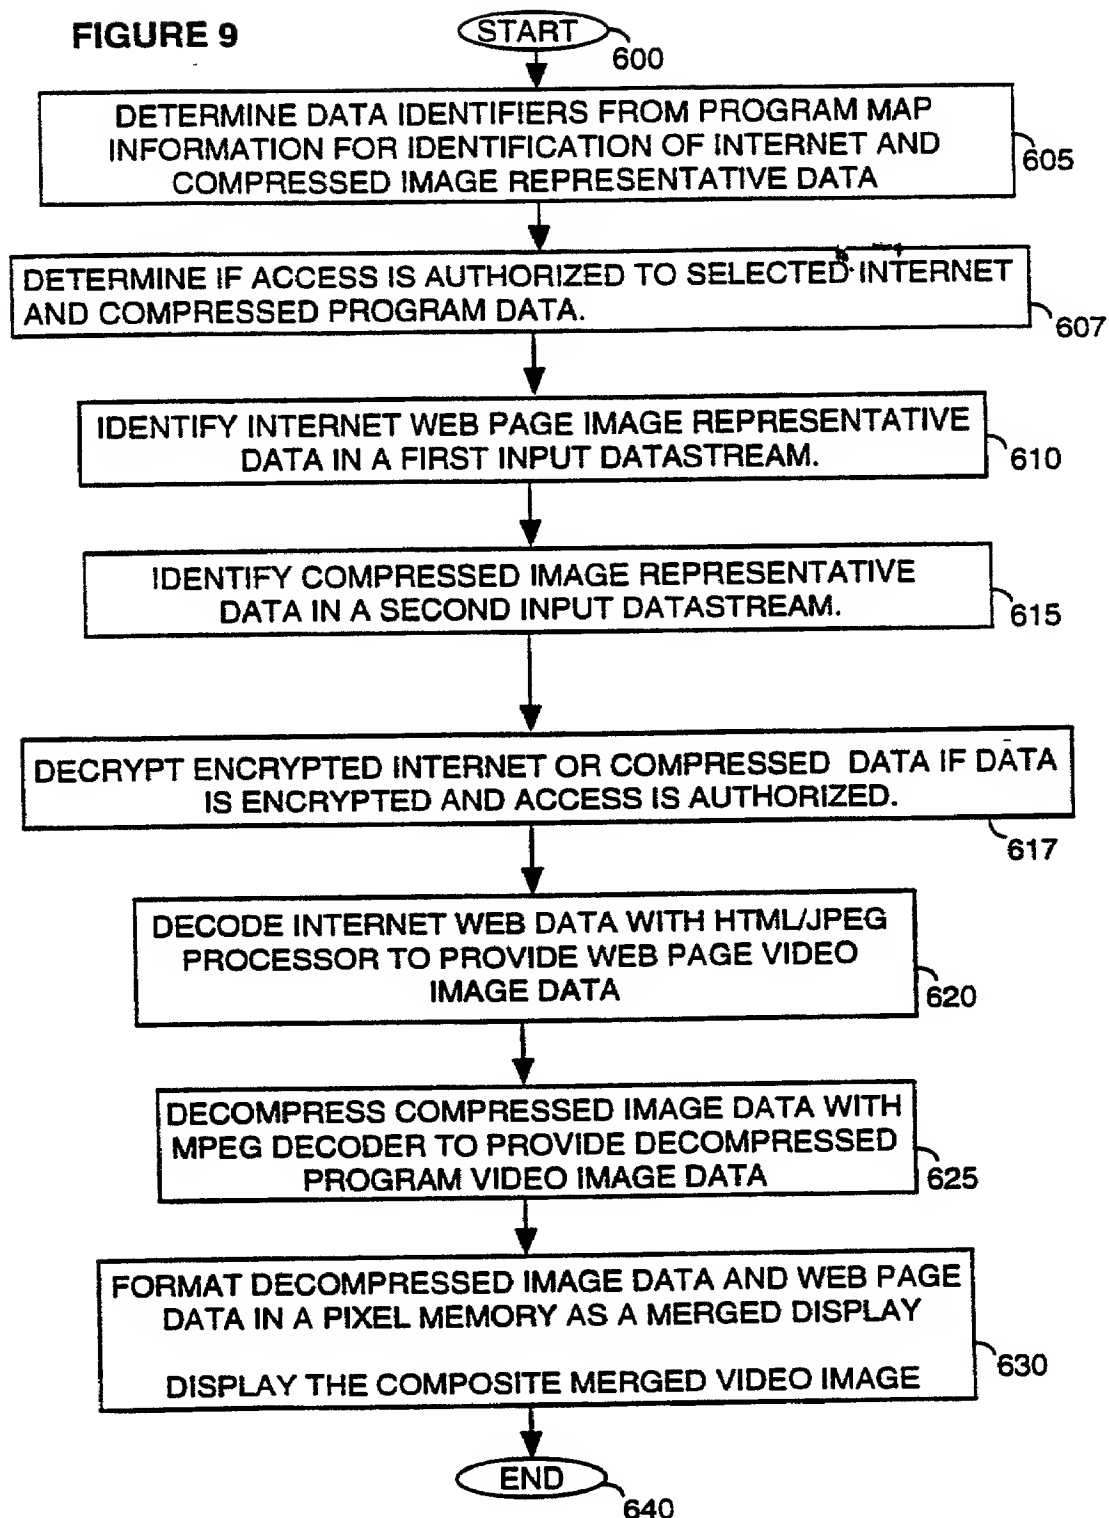 FIGURE 9
START
600
DETERMINE DATA IDENTIFIERS FROM PROGRAM MAP
INFORMATION FOR IDENTIFICATION OF INTERNET AND
COMPRESSED IMAGE REPRESENTATIVE DATA
605
DETERMINE IF ACCESS IS AUTHORIZED TO SELECTED INTERNET
AND COMPRESSED PROGRAM DATA.
607
IDENTIFY INTERNET WEB PAGE IMAGE REPRESENTATIVE
DATA IN A FIRST INPUT DATASTREAM.
610
IDENTIFY COMPRESSED IMAGE REPRESENTATIVE
DATA IN A SECOND INPUT DATASTREAM.
615
DECRYPT ENCRYPTED INTERNET OR COMPRESSED DATA IF DATA
IS ENCRYPTED AND ACCESS IS AUTHORIZED.
617
DECODE INTERNET WEB DATA WITH HTML/JPEG
PROCESSOR TO PROVIDE WEB PAGE VIDEO
IMAGE DATA
620
DECOMPRESS COMPRESSED IMAGE DATA WITH
MPEG DECODER TO PROVIDE DECOMPRESSED
PROGRAM VIDEO IMAGE DATA
625
FORMAT DECOMPRESSED IMAGE DATA AND WEB PAGE
DATA IN A PIXEL MEMORY AS A MERGED DISPLAY
DISPLAY THE COMPOSITE MERGED VIDEO IMAGE
630
END
640